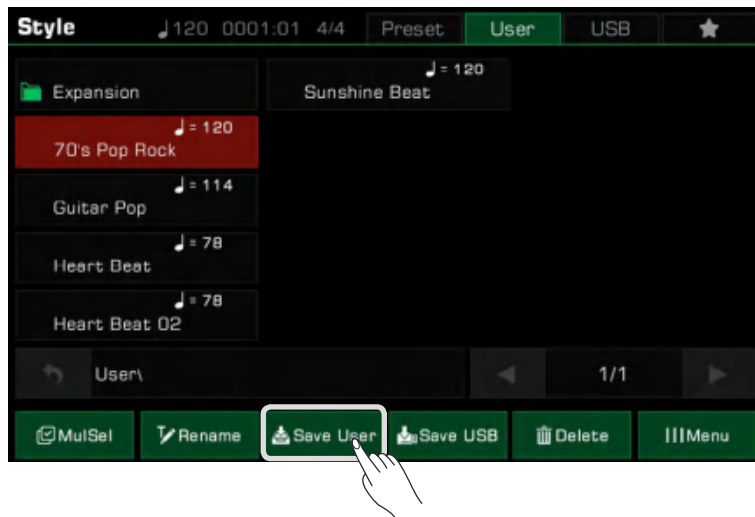 Style ♩120 0001:01 4/4 Preset User USB ★
Expansion
♩= 120
Sunshine Beat
♩= 120
70's Pop Rock
♩= 114
Guitar Pop
♩= 78
Heart Beat
♩= 78
Heart Beat 02
User\ 1/1
MulSel Rename Save User Save USB Delete Menu